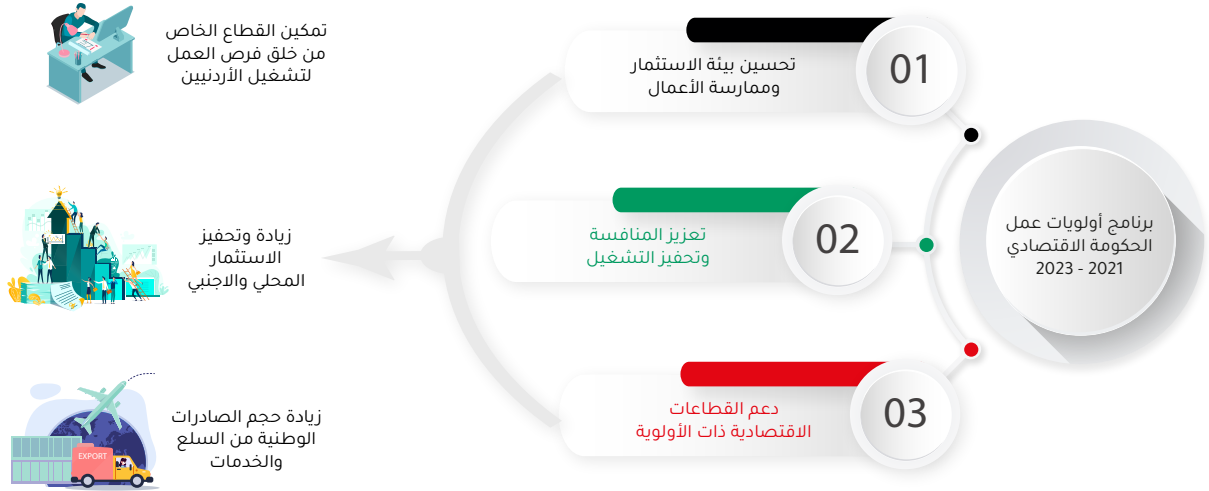 برنامج أولويات عمل
الحكومة الاقتصادي
2021 - 2023
01
تحسين بيئة الاستثمار
وممارسة الأعمال
02
تعزيز المنافسة
وتحفيز التشغيل
03
دعم القطاعات
الاقتصادية ذات الأولوية
تمكين القطاع الخاص
من خلق فرص العمل
لتشغيل الأردنيين
زيادة وتحفيز
الاستثمار
المحلي والاجنبي
زيادة حجم الصادرات
الوطنية من السلع
والخدمات
EXPORT